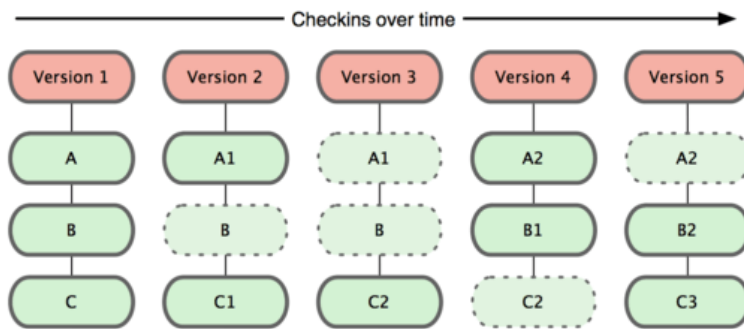 Checkins over time
Version 1 Version 2 Version 3 Version 4 Version 5
A A1 A1 A2 A2
B B B B1 B2
C C1 C2 C2 C3